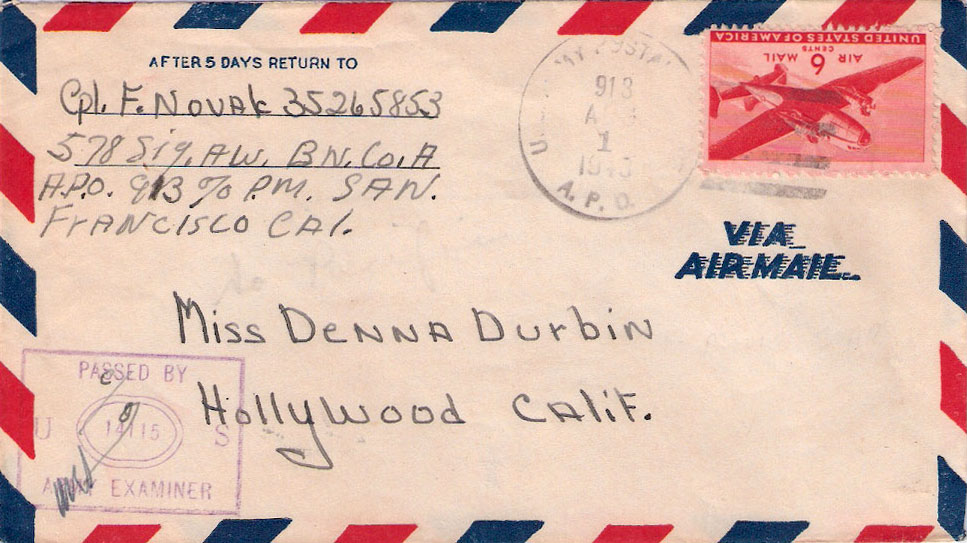 AFTER 5 DAYS RETURN TO
Cpl. F. Novak 35265853
578 Sig. AW. BN. Co. A
A.P.O. 913 c/o P.M. SAN.
FRANCISCO CAl.
UNITED STATES OF AMERICA
AIR MAIL
6 CENTS
POSTAL
913
1
A.P.O.
VIA
AIR MAIL
Miss Denna Durbin
Hollywood Calif.
PASSED BY
U S
14115
ARMY EXAMINER